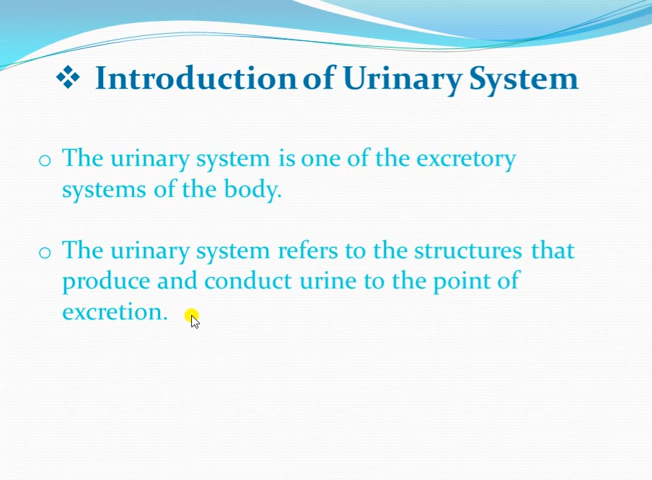 ❖ Introduction of Urinary System
o The urinary system is one of the excretory
systems of the body.
o The urinary system refers to the structures that
produce and conduct urine to the point of
excretion.